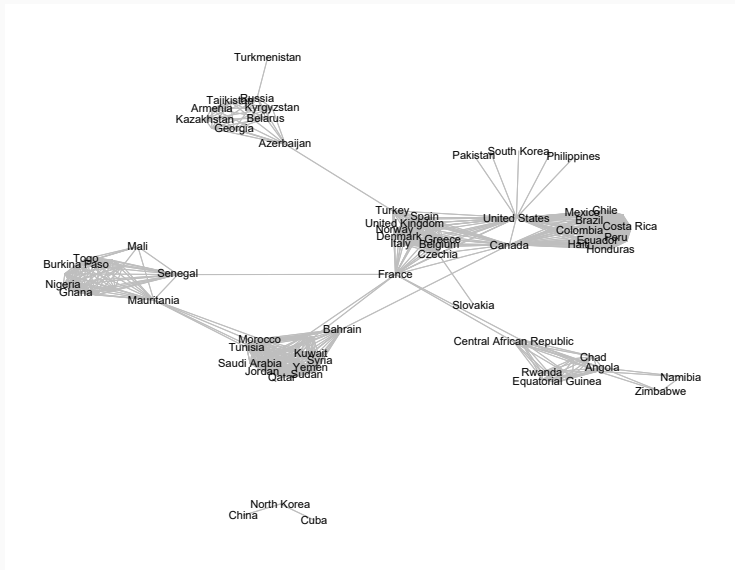 Turkmenistan
Russia
Tajikistan
Armenia
Kyrgyzstan
Kazakhstan
Belarus
Georgia
Azerbaijan
South Korea
Pakistan
Philippines
Turkey
Spain
United Kingdom
Norway
Denmark
Greece
Italy
Belgium
Czechia
United States
Canada
Mexico
Chile
Brazil
Costa Rica
Colombia
Peru
Ecuador
Haiti
Honduras
Mali
Togo
Burkina Faso
Senegal
Nigeria
Ghana
Mauritania
France
Slovakia
Bahrain
Morocco
Tunisia
Kuwait
Syria
Saudi Arabia
Yemen
Jordan
Sudan
Qatar
Central African Republic
Chad
Angola
Rwanda
Equatorial Guinea
Namibia
Zimbabwe
North Korea
China
Cuba